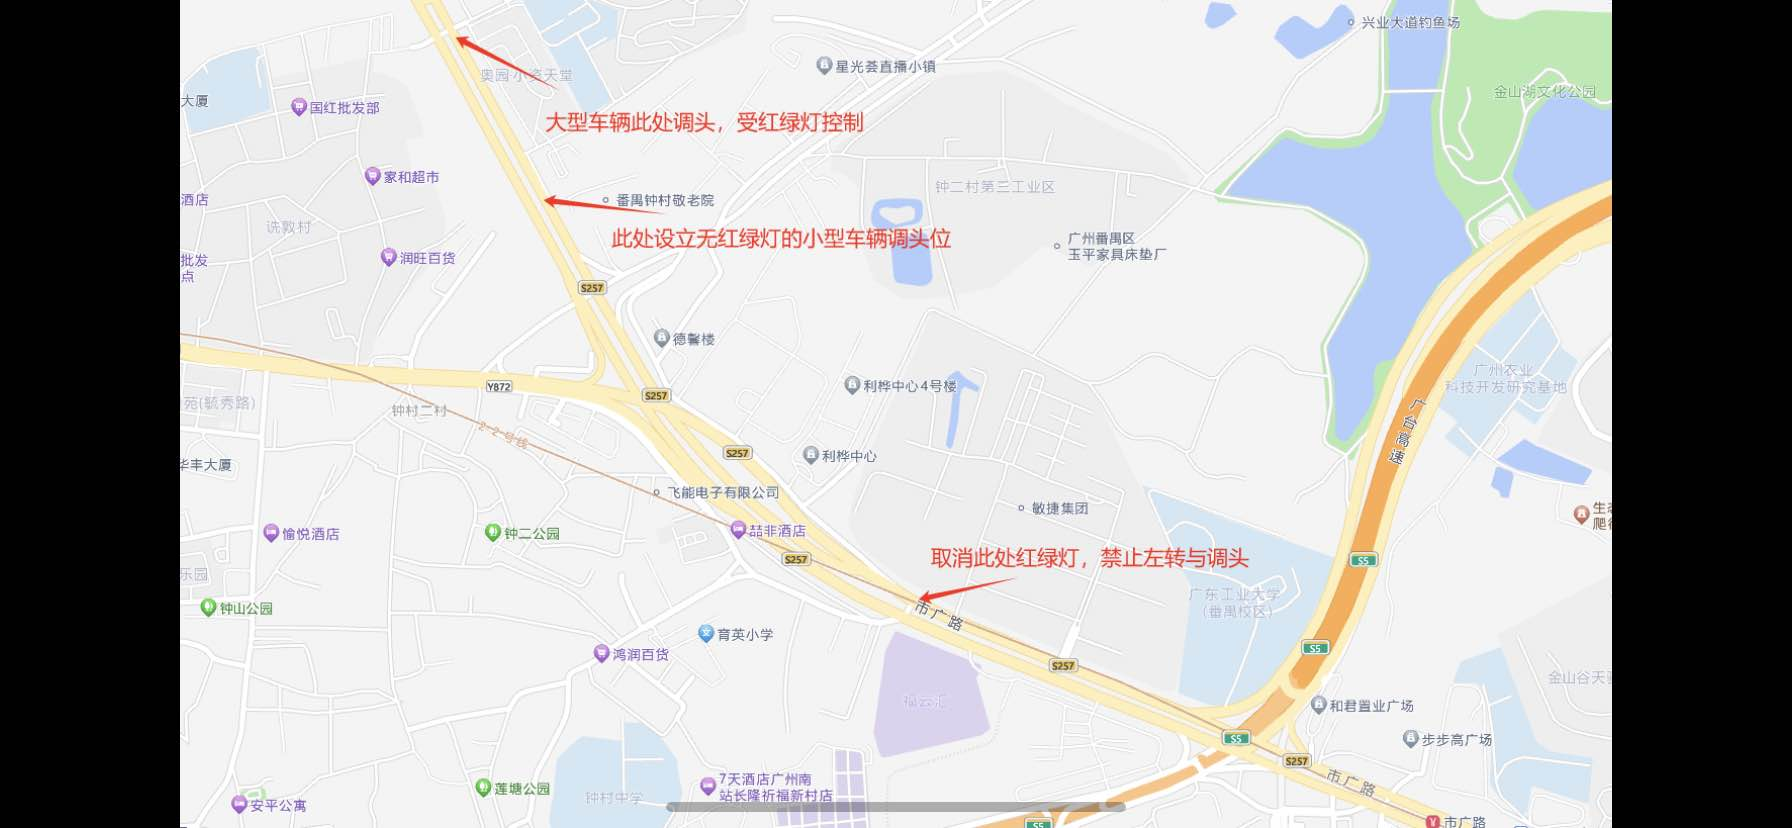 兴业大道钓鱼场
奥园·小资天堂
星光荟直播小镇
金山湖文化公园
大厦
国红批发部
大型车辆此处调头，受红绿灯控制
家和超市
钟二村第三工业区
酒店
番禺钟村敬老院
冼敦村
此处设立无红绿灯的小型车辆调头位
广州番禺区
玉平家具床垫厂
批发
点
润旺百货
S257
德馨楼
广州农业
科技开发研究基地
Y872
利桦中心4号楼
S257
苑(毓秀路)
钟村二村
广台高速
2-2号线
S257
利桦中心
华丰大厦
飞能电子有限公司
敏捷集团
生态
愉悦酒店
钟二公园
喆非酒店
S257
取消此处红绿灯，禁止左转与调头
S5
乐园
广东工业大学
(番禺校区)
钟山公园
市广路
育英小学
S5
鸿润百货
S257
金山谷天
福云汇
和君置业广场
S5
步步高广场
S257
7天酒店广州南
站长隆祈福新村店
市广路
莲塘公园
钟村中学
安平公寓
S5
市广路